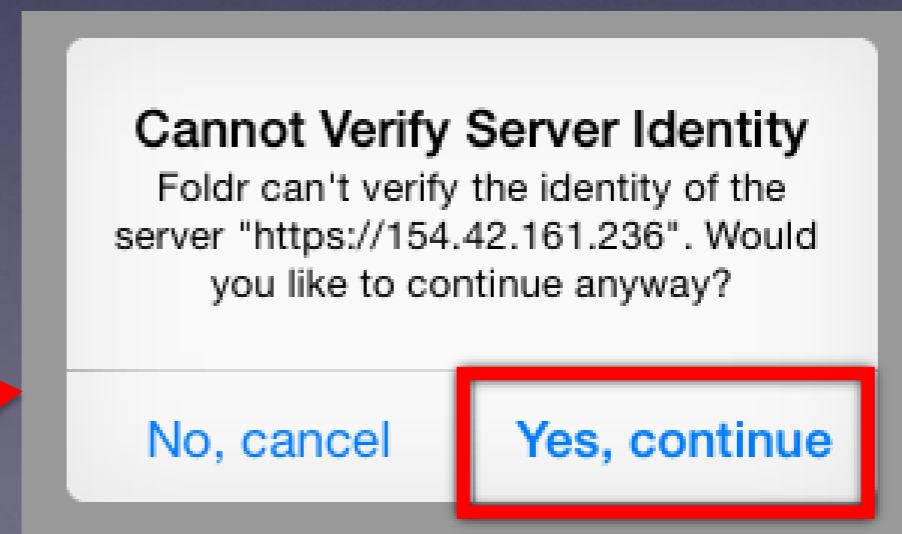 Cannot Verify Server Identity
Foldr can't verify the identity of the
server "https://154.42.161.236". Would
you like to continue anyway?
No, cancel
Yes, continue